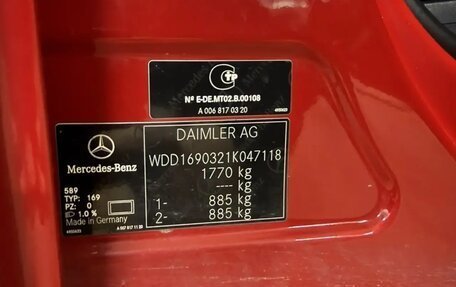 Nº E-DE.MT02.B.00108
A 006 817 03 20
DAIMLER AG
Mercedes-Benz
WDD1690321K047118
1770 kg
---- kg
1- 885 kg
2- 885 kg
589
TYP: 169
PZ: 0
1.0 %
Made in Germany